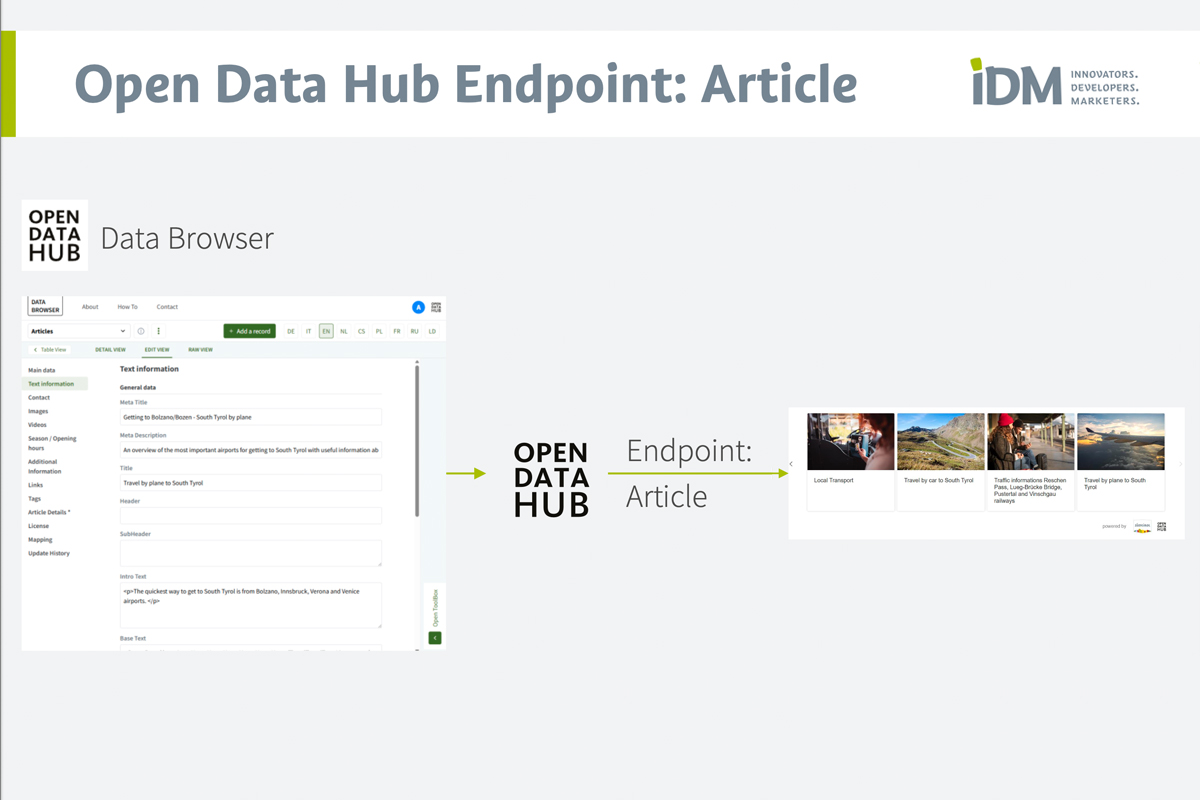 Open Data Hub Endpoint: Article
iDM
INNOVATORS.
DEVELOPERS.
MARKETERS.
OPEN
DATA
HUB
Data Browser
DATA
BROWSER
About
How To
Contact
A
OPEN
DATA
HUB
Articles
+ Add a record
DE
IT
EN
NL
CS
PL
FR
RU
LD
< Table View
DETAIL VIEW
EDIT VIEW
RAW VIEW
Main data
Text information
Contact
Images
Videos
Season / Opening
hours
Additional
Information
Links
Tags
Article Details *
License
Mapping
Update History
Text information
General data
Meta Title
Getting to Bolzano/Bozen - South Tyrol by plane
Meta Description
An overview of the most important airports for getting to South Tyrol with useful information ab
Title
Travel by plane to South Tyrol
Header
SubHeader
Intro Text
<p>The quickest way to get to South Tyrol is from Bolzano, Innsbruck, Verona and Venice
airports. </p>
Base Text
Open ToolBox
OPEN
DATA
HUB
Endpoint:
Article
Local Transport
Travel by car to South Tyrol
Traffic informations Reschen
Pass, Lueg-Brücke Bridge,
Pustertal and Vinschgau
railways
Travel by plane to South
Tyrol
powered by
OPEN
DATA
HUB